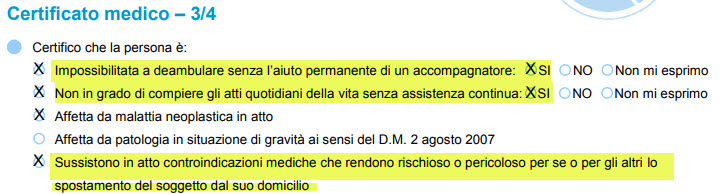 Certificato medico – 3/4
Certifico che la persona è:
X Impossibilitata a deambulare senza l'aiuto permanente di un accompagnatore: X SI NO Non mi esprimo
X Non in grado di compiere gli atti quotidiani della vita senza assistenza continua: X SI NO Non mi esprimo
X Affetta da malattia neoplastica in atto
Affetta da patologia in situazione di gravità ai sensi del D.M. 2 agosto 2007
X Sussistono in atto controindicazioni mediche che rendono rischioso o pericoloso per se o per gli altri lo
spostamento del soggetto dal suo domicilio